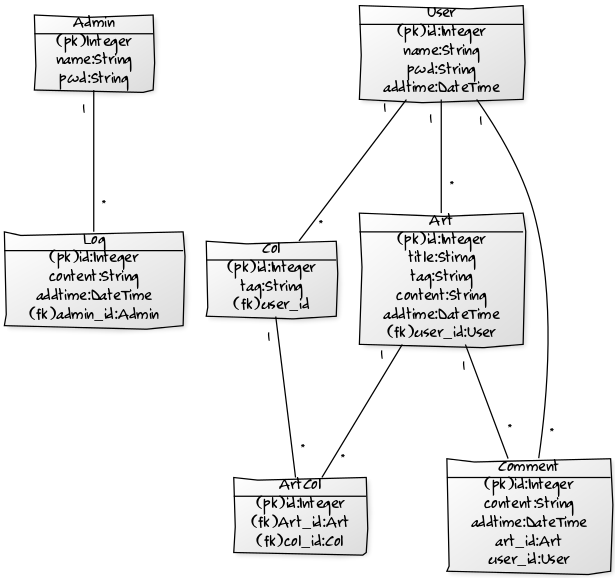 Admin
(pk)Integer
name:String
pwd:String
User
(pk)id:Integer
name:String
pwd:String
addtime:DateTime
1
1
1
1
*
*
*
Log
(pk)id:Integer
content:String
addtime:DateTime
(fk)admin_id:Admin
Col
(pk)id:Integer
tag:String
(fk)user_id
Art
(pk)id:Integer
title:Stirng
tag:String
content:String
addtime:DateTime
(fk)user_id:User
1
1
1
*
*
*
*
ArtCol
(pk)id:Integer
(fk)Art_id:Art
(fk)col_id:Col
Comment
(pk)id:Integer
content:String
addtime:DateTime
art_id:Art
user_id:User